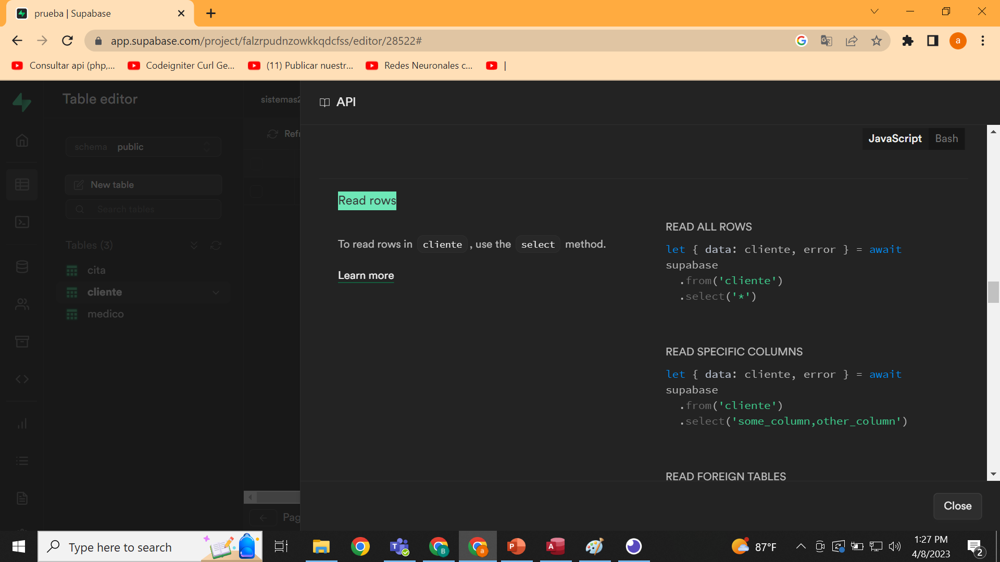 prueba | Supabase
app.supabase.com/project/falzrpudnzowkkqdcfss/editor/28522#
a
Consultar api (php,...
Codeigniter Curl Ge...
(11) Publicar nuestr...
Redes Neuronales c...
|
Table editor
sistemas2
API
Refr
JavaScript
Bash
schema public
New table
Search tables
Tables (3)
cita
cliente
medico
Read rows
To read rows in cliente, use the select method.
Learn more
READ ALL ROWS
let { data: cliente, error } = await
supabase
.from('cliente')
.select('*')
READ SPECIFIC COLUMNS
let { data: cliente, error } = await
supabase
.from('cliente')
.select('some_column,other_column')
READ FOREIGN TABLES
Pag
Close
Type here to search
T
B
a
P
A
87°F
1:27 PM
4/8/2023
2